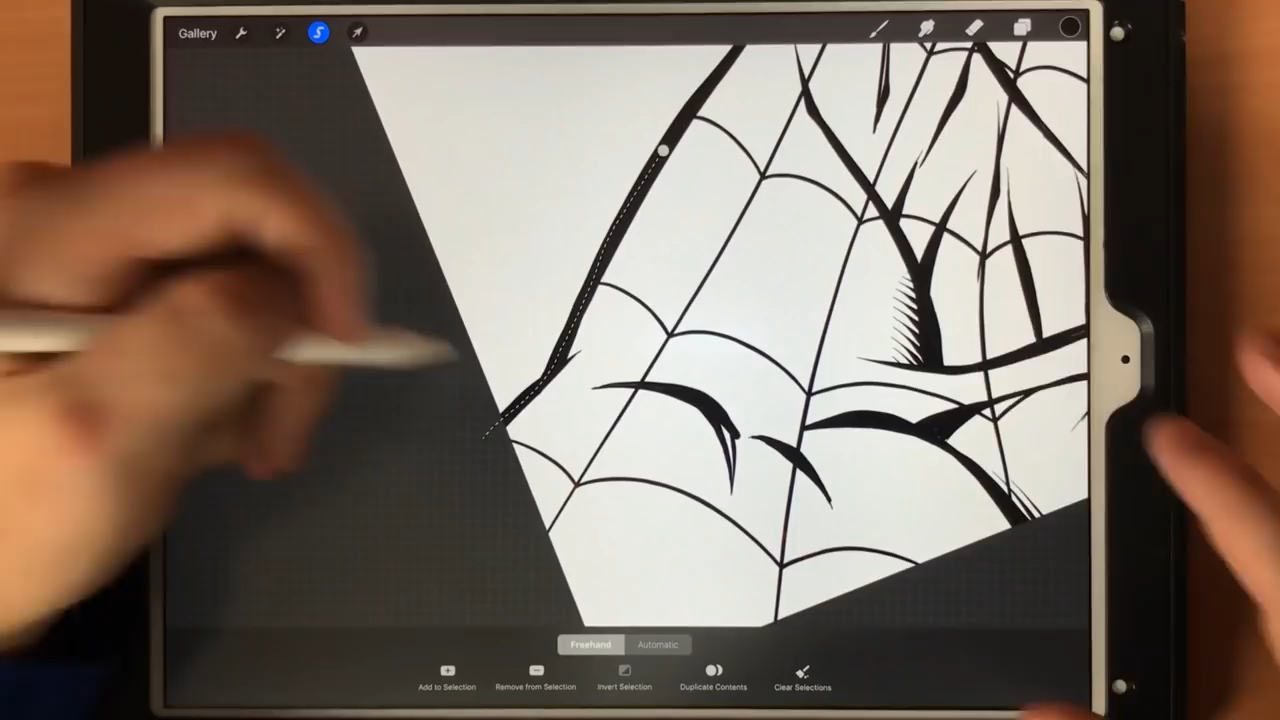 Gallery
Freehand Automatic
Add to Selection Remove from Selection Invert Selection Duplicate Contents Clear Selections